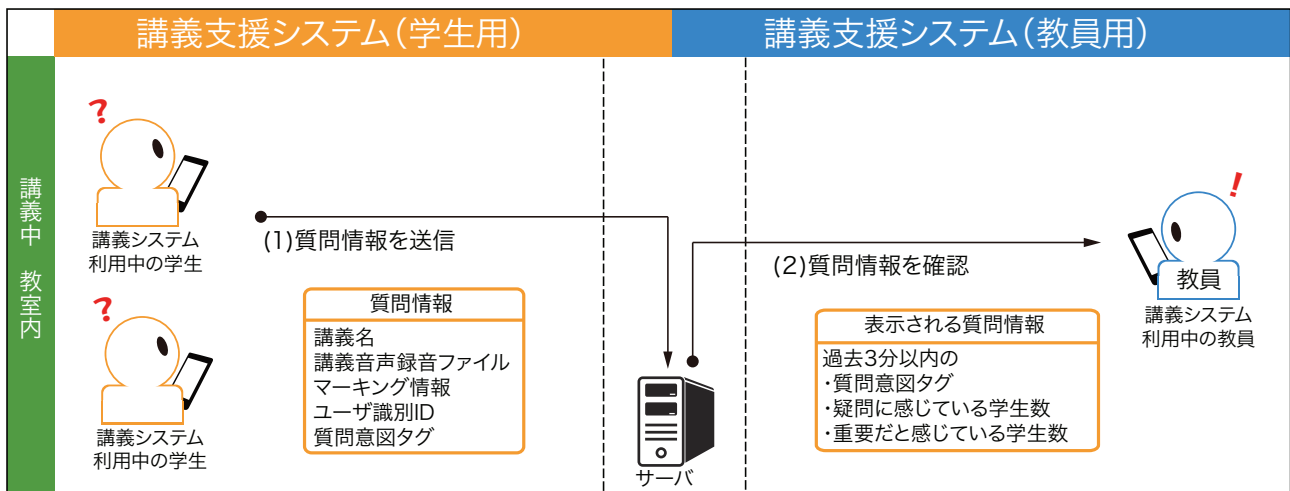 講義支援システム(学生用)
講義支援システム(教員用)
講義中 教室内
?
講義システム
利用中の学生
?
講義システム
利用中の学生
(1)質問情報を送信
質問情報
講義名
講義音声録音ファイル
マーキング情報
ユーザ識別ID
質問意図タグ
サーバ
(2)質問情報を確認
表示される質問情報
過去3分以内の
・質問意図タグ
・疑問に感じている学生数
・重要だと感じている学生数
!
教員
講義システム
利用中の教員